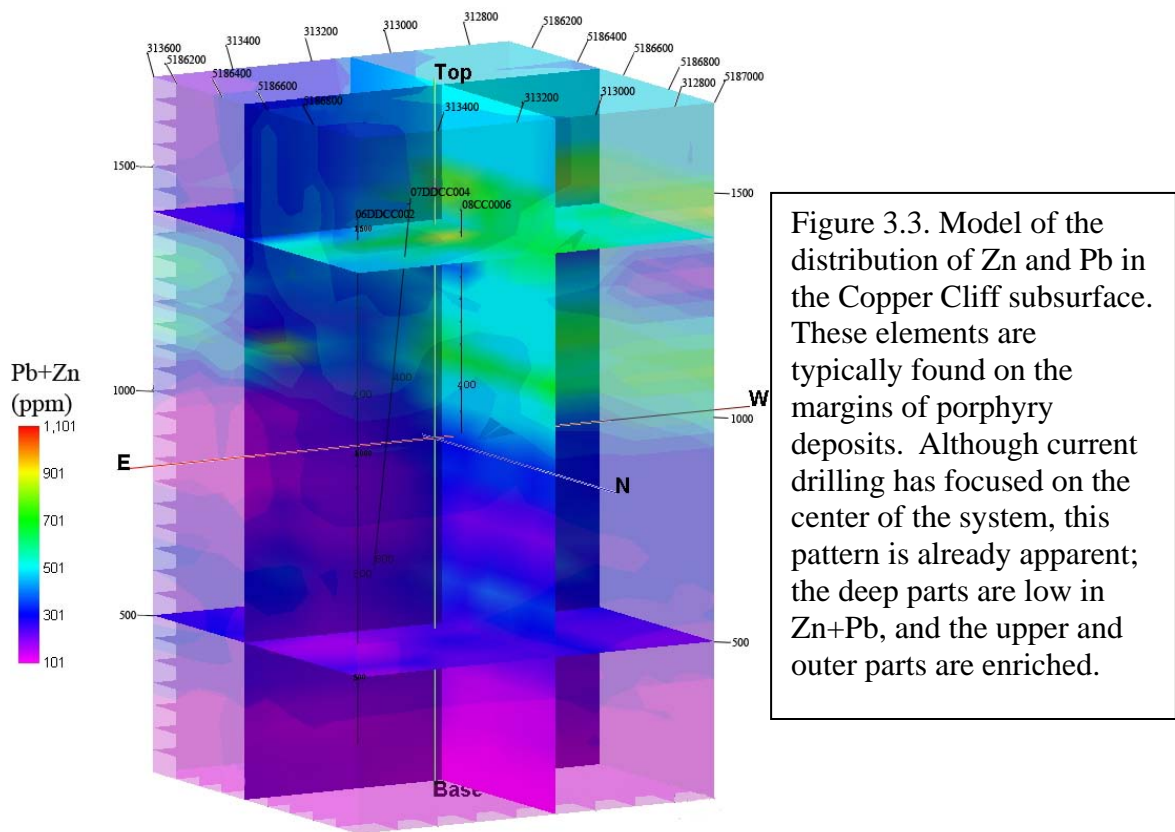 312800
313000
5186200
313200
5186400
313400
313600
5186600
5186200
5186800
5186400
312800
5187000
Top
5186600
313000
5186800
313200
313400
1500
1500
07DDCC004
08CC0006
06DDCC002
Figure 3.3. Model of the
distribution of Zn and Pb in
the Copper Cliff subsurface.
These elements are
typically found on the
margins of porphyry
deposits. Although current
drilling has focused on the
center of the system, this
pattern is already apparent;
the deep parts are low in
Zn+Pb, and the upper and
outer parts are enriched.
Pb+Zn
(ppm)
1,101
901
701
501
301
101
1000
400
400
W
1000
E
N
500
500
Base